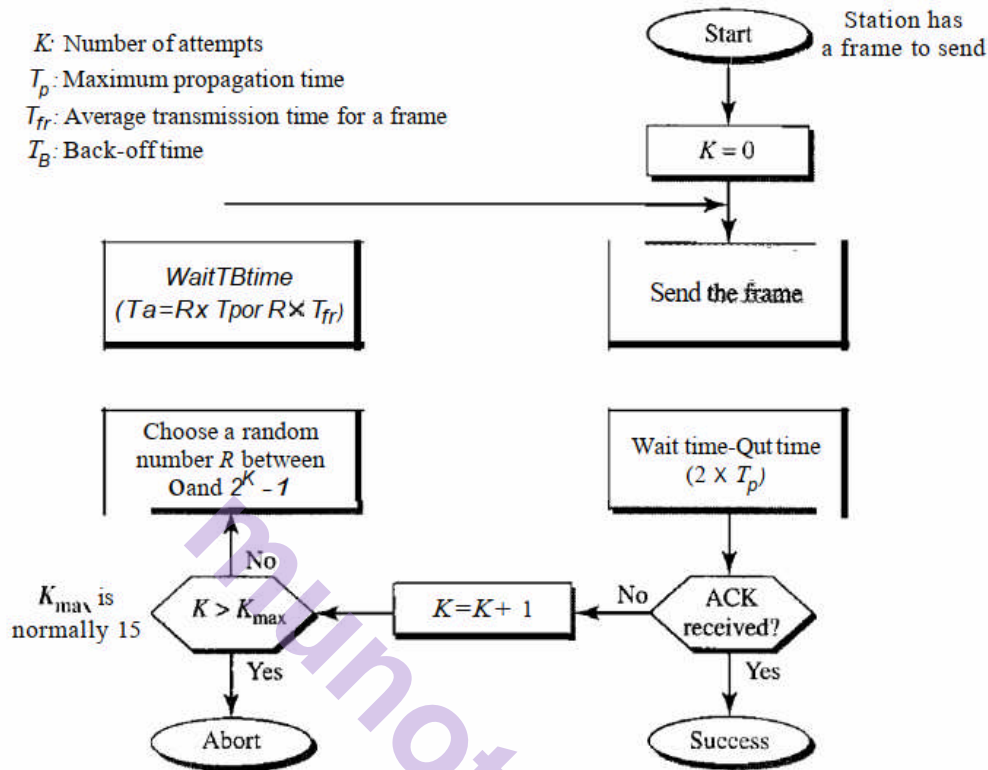 K: Number of attempts
Tp: Maximum propagation time
Tfr: Average transmission time for a frame
TB: Back-off time
Start
Station has
a frame to send
K = 0
WaitTBtime
(Ta=Rx Tpor R× Tfr)
Send the frame
Choose a random
number R between
0and 2^K - 1
Wait time-Qut time
(2 X Tp)
No
Kmax is
normally 15
K > Kmax
K=K+ 1
No
ACK
received?
Yes
Yes
Abort
Success
munot